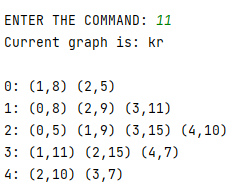 ENTER THE COMMAND: 11
Current graph is: kr
0: (1,8) (2,5)
1: (0,8) (2,9) (3,11)
2: (0,5) (1,9) (3,15) (4,10)
3: (1,11) (2,15) (4,7)
4: (2,10) (3,7)